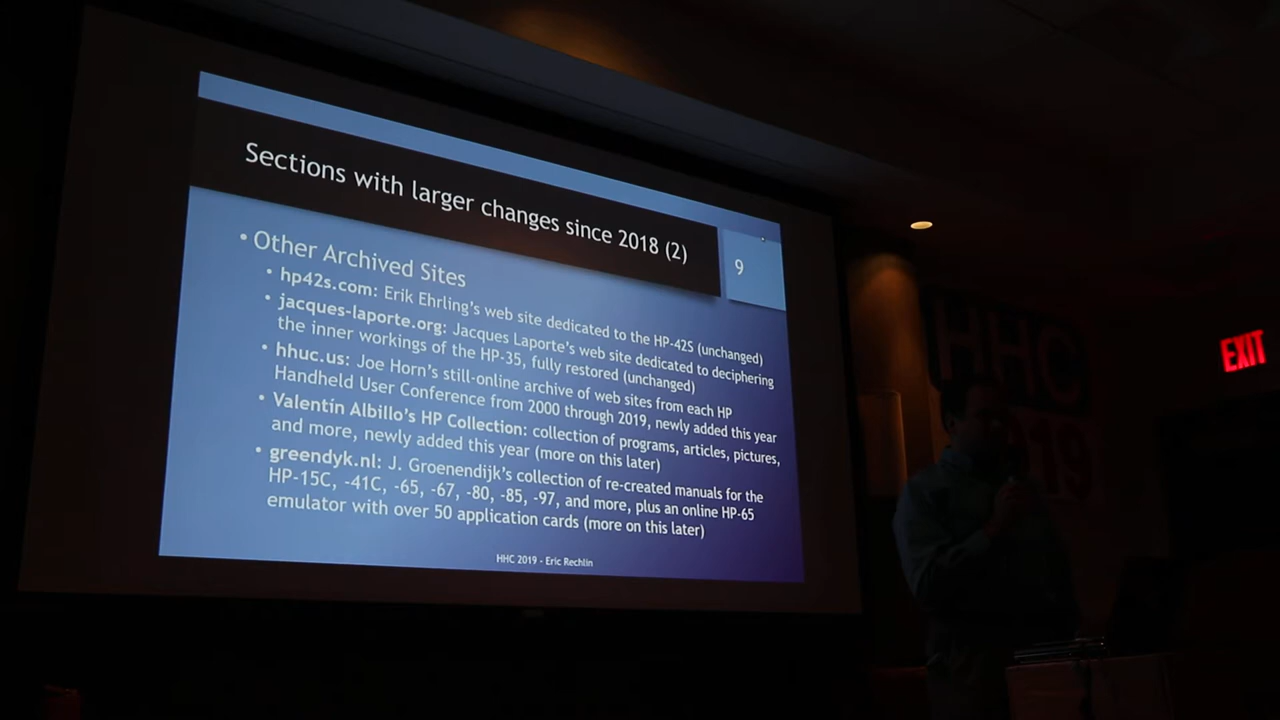 Sections with larger changes since 2018 (2)
9
• Other Archived Sites
• hp42s.com: Erik Ehrling's web site dedicated to the HP-42S (unchanged)
• jacques-laporte.org: Jacques Laporte's web site dedicated to deciphering
the inner workings of the HP-35, fully restored (unchanged)
• hhuc.us: Joe Horn's still-online archive of web sites from each HP
Handheld User Conference from 2000 through 2019, newly added this year
• Valentin Albillo's HP Collection: collection of programs, articles, pictures,
and more, newly added this year (more on this later)
• greendyk.nl: J. Groenendijk's collection of re-created manuals for the
HP-15C, -41C, -65, -67, -80, -85, -97, and more, plus an online HP-65
emulator with over 50 application cards (more on this later)
HHC 2019 - Eric Rechlin
HHC
2019
EXIT